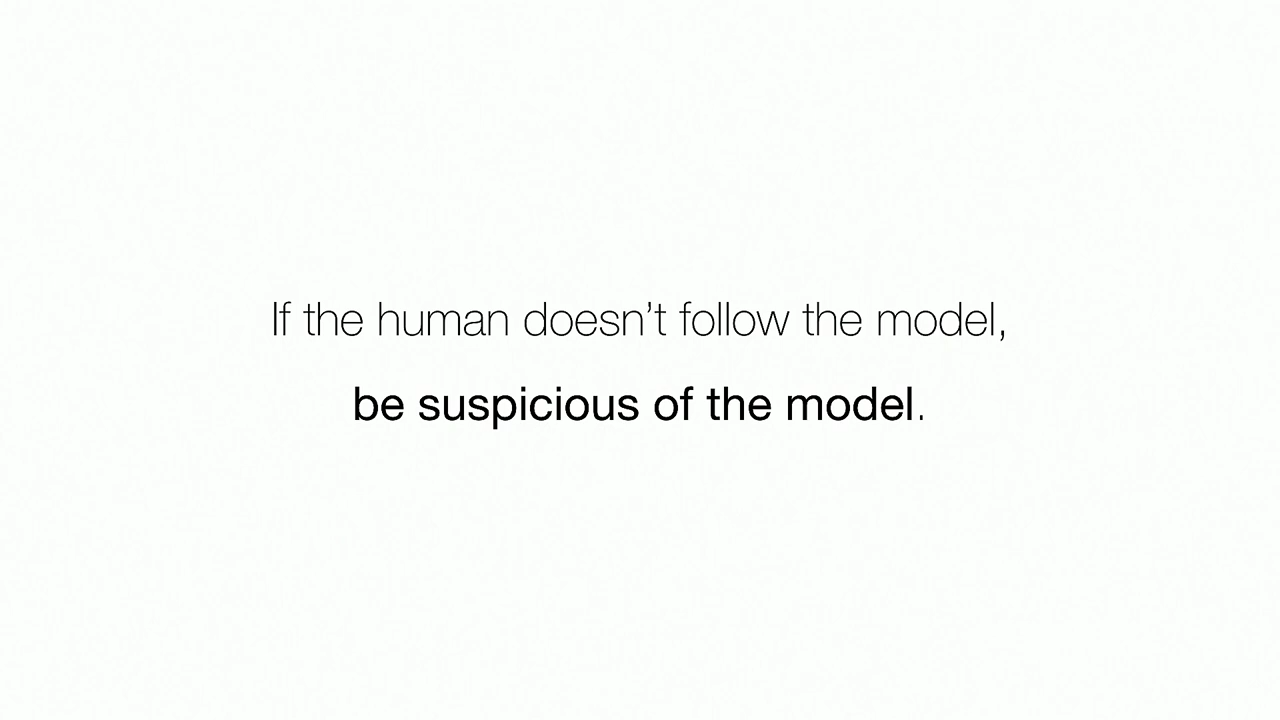 If the human doesn’t follow the model,
be suspicious of the model.